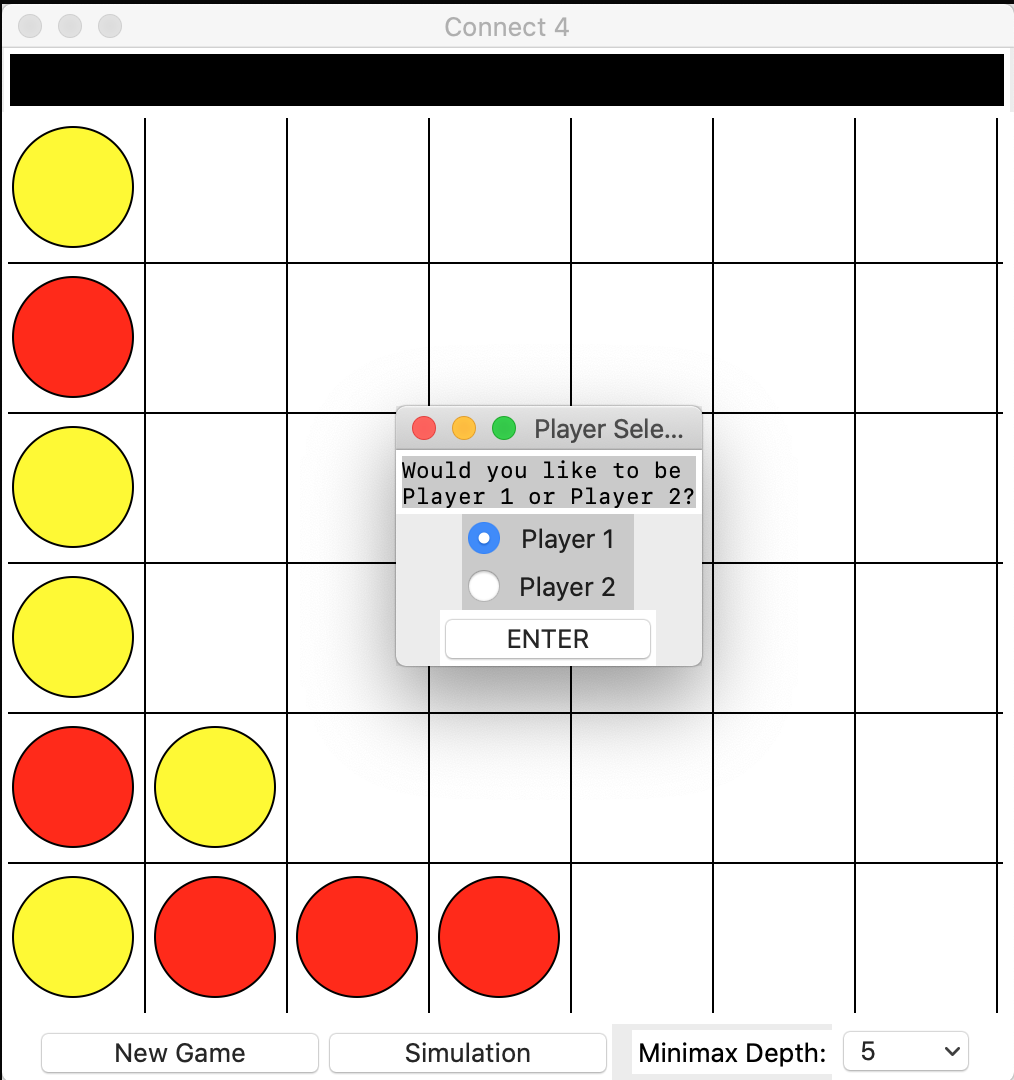 Connect 4
Player Sele...
Would you like to be
Player 1 or Player 2?
Player 1
Player 2
ENTER
New Game
Simulation
Minimax Depth:
5